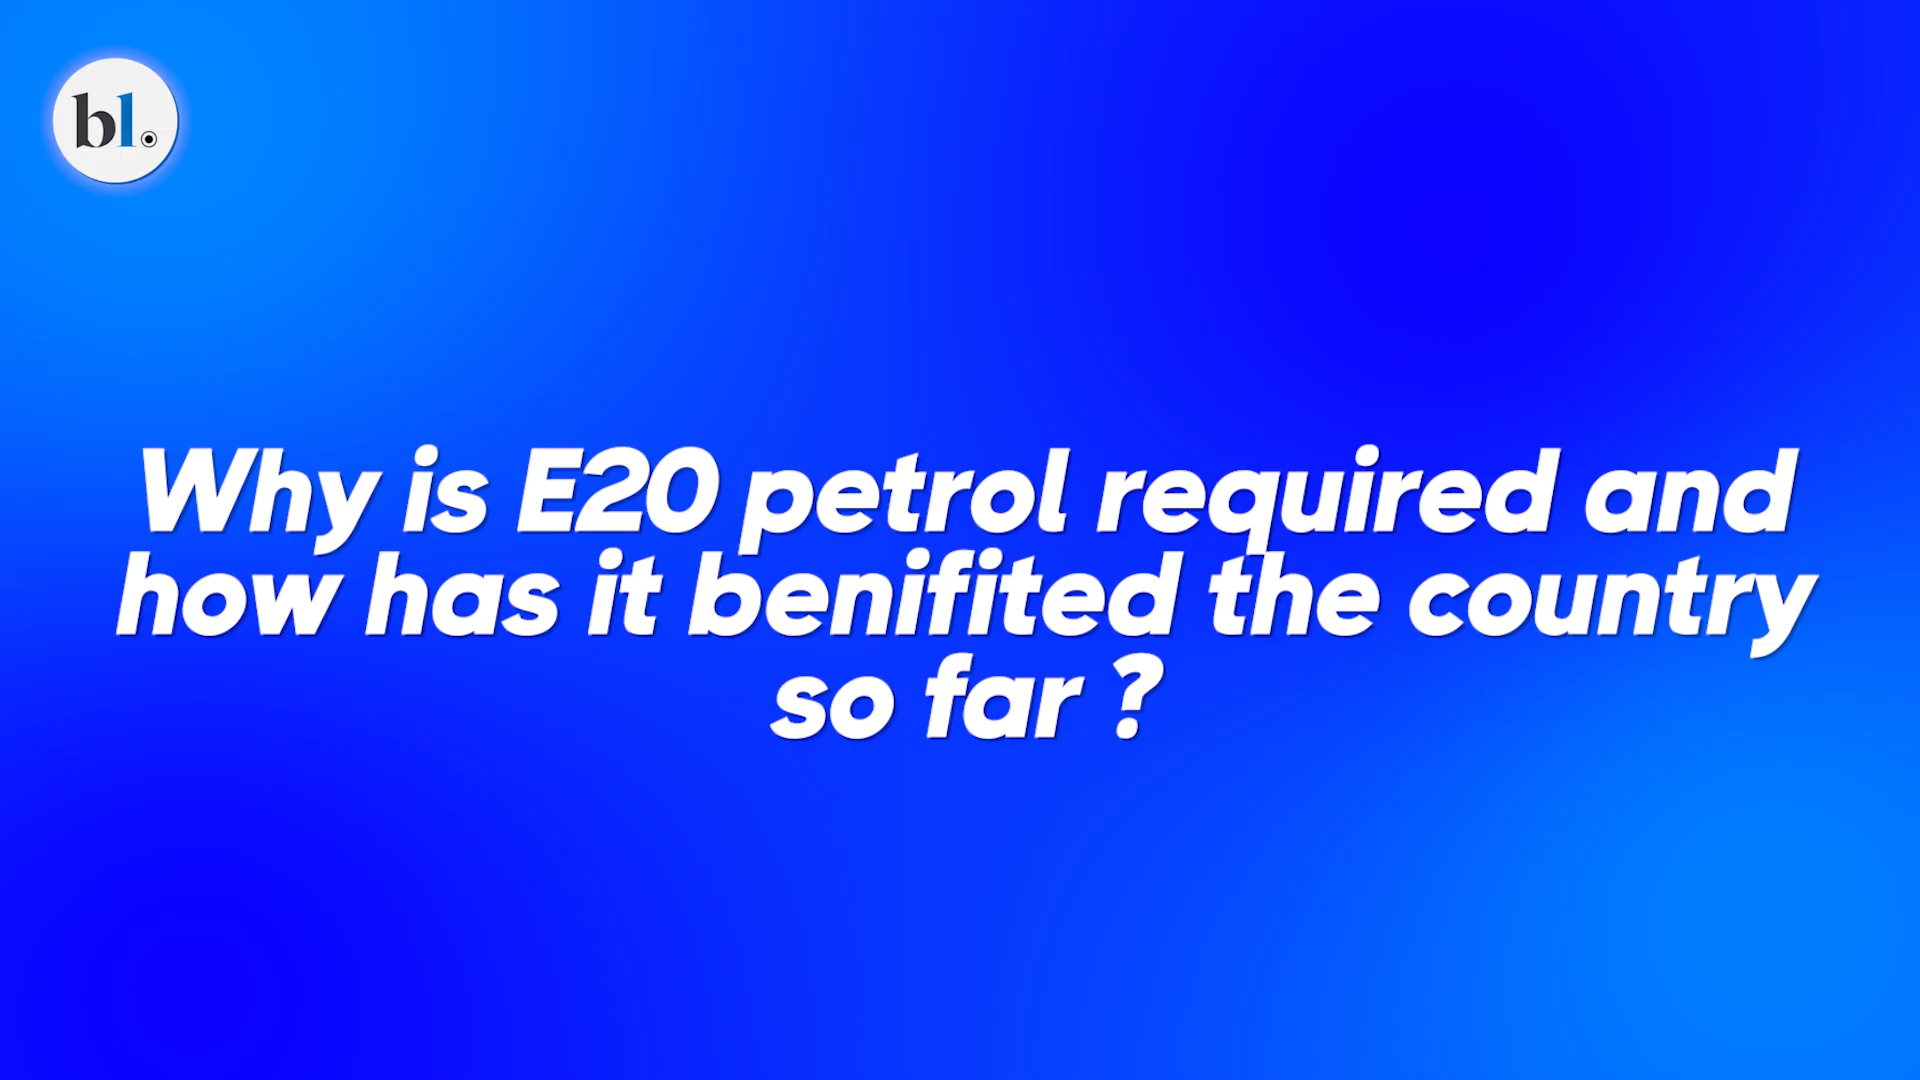 bl.
Why is E20 petrol required and
how has it benifited the country
so far ?